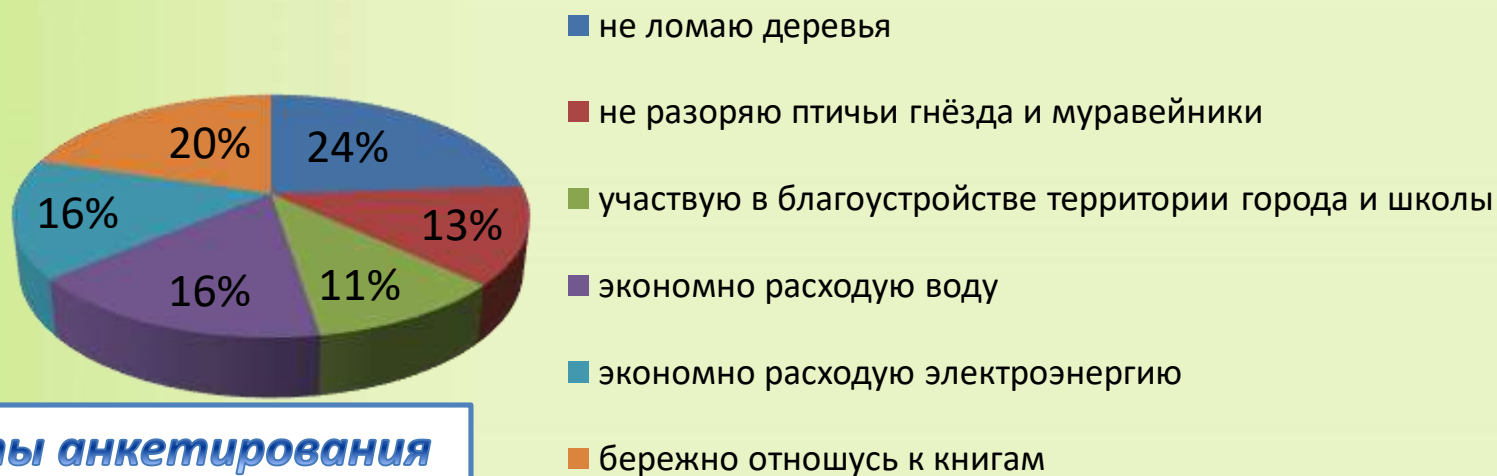 20%
24%
16%
13%
16%
11%
не ломаю деревья
не разоряю птичьи гнёзда и муравейники
участвую в благоустройстве территории города и школы
экономно расходую воду
экономно расходую электроэнергию
бережно отношусь к книгам
анкетирования